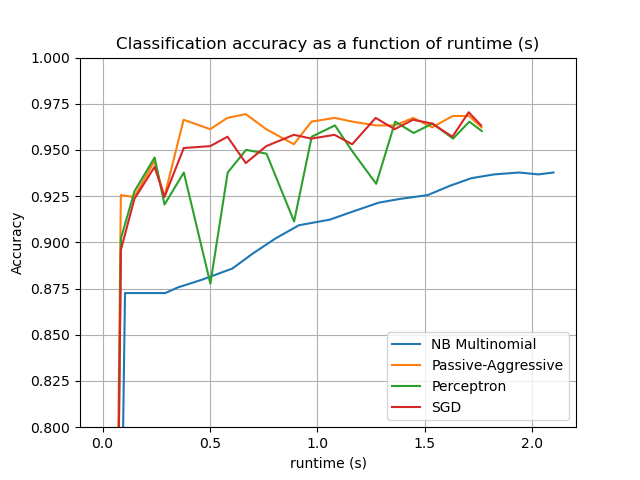 Classification accuracy as a function of runtime (s)
1.000
0.975
0.950
0.925
0.900
0.875
0.850
0.825
0.800
Accuracy
0.0 0.5 1.0 1.5 2.0
runtime (s)
NB Multinomial
Passive-Aggressive
Perceptron
SGD